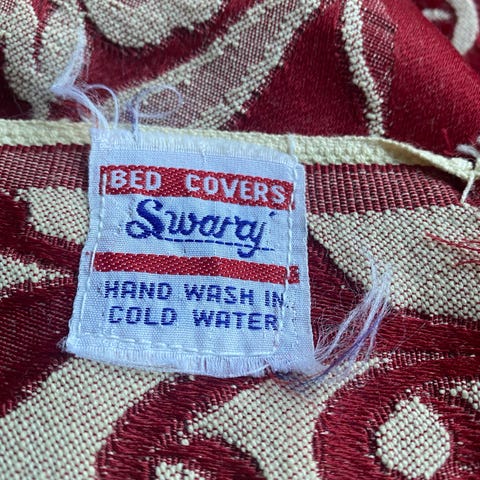 BED COVERS
Swaraj
HAND WASH IN
COLD WATER